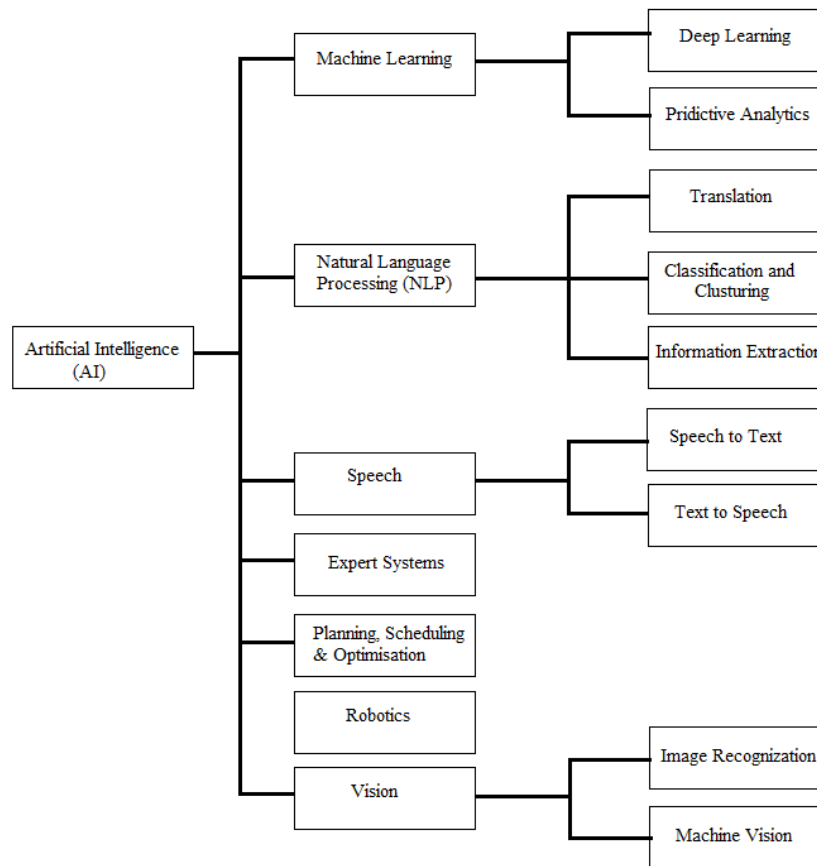 Machine Learning
Deep Learning
Pridictive Analytics
Natural Language
Processing (NLP)
Translation
Classification and
Clusturing
Information Extraction
Artificial Intelligence
(AI)
Speech
Speech to Text
Text to Speech
Expert Systems
Planning, Scheduling
& Optimisation
Robotics
Vision
Image Recognization
Machine Vision